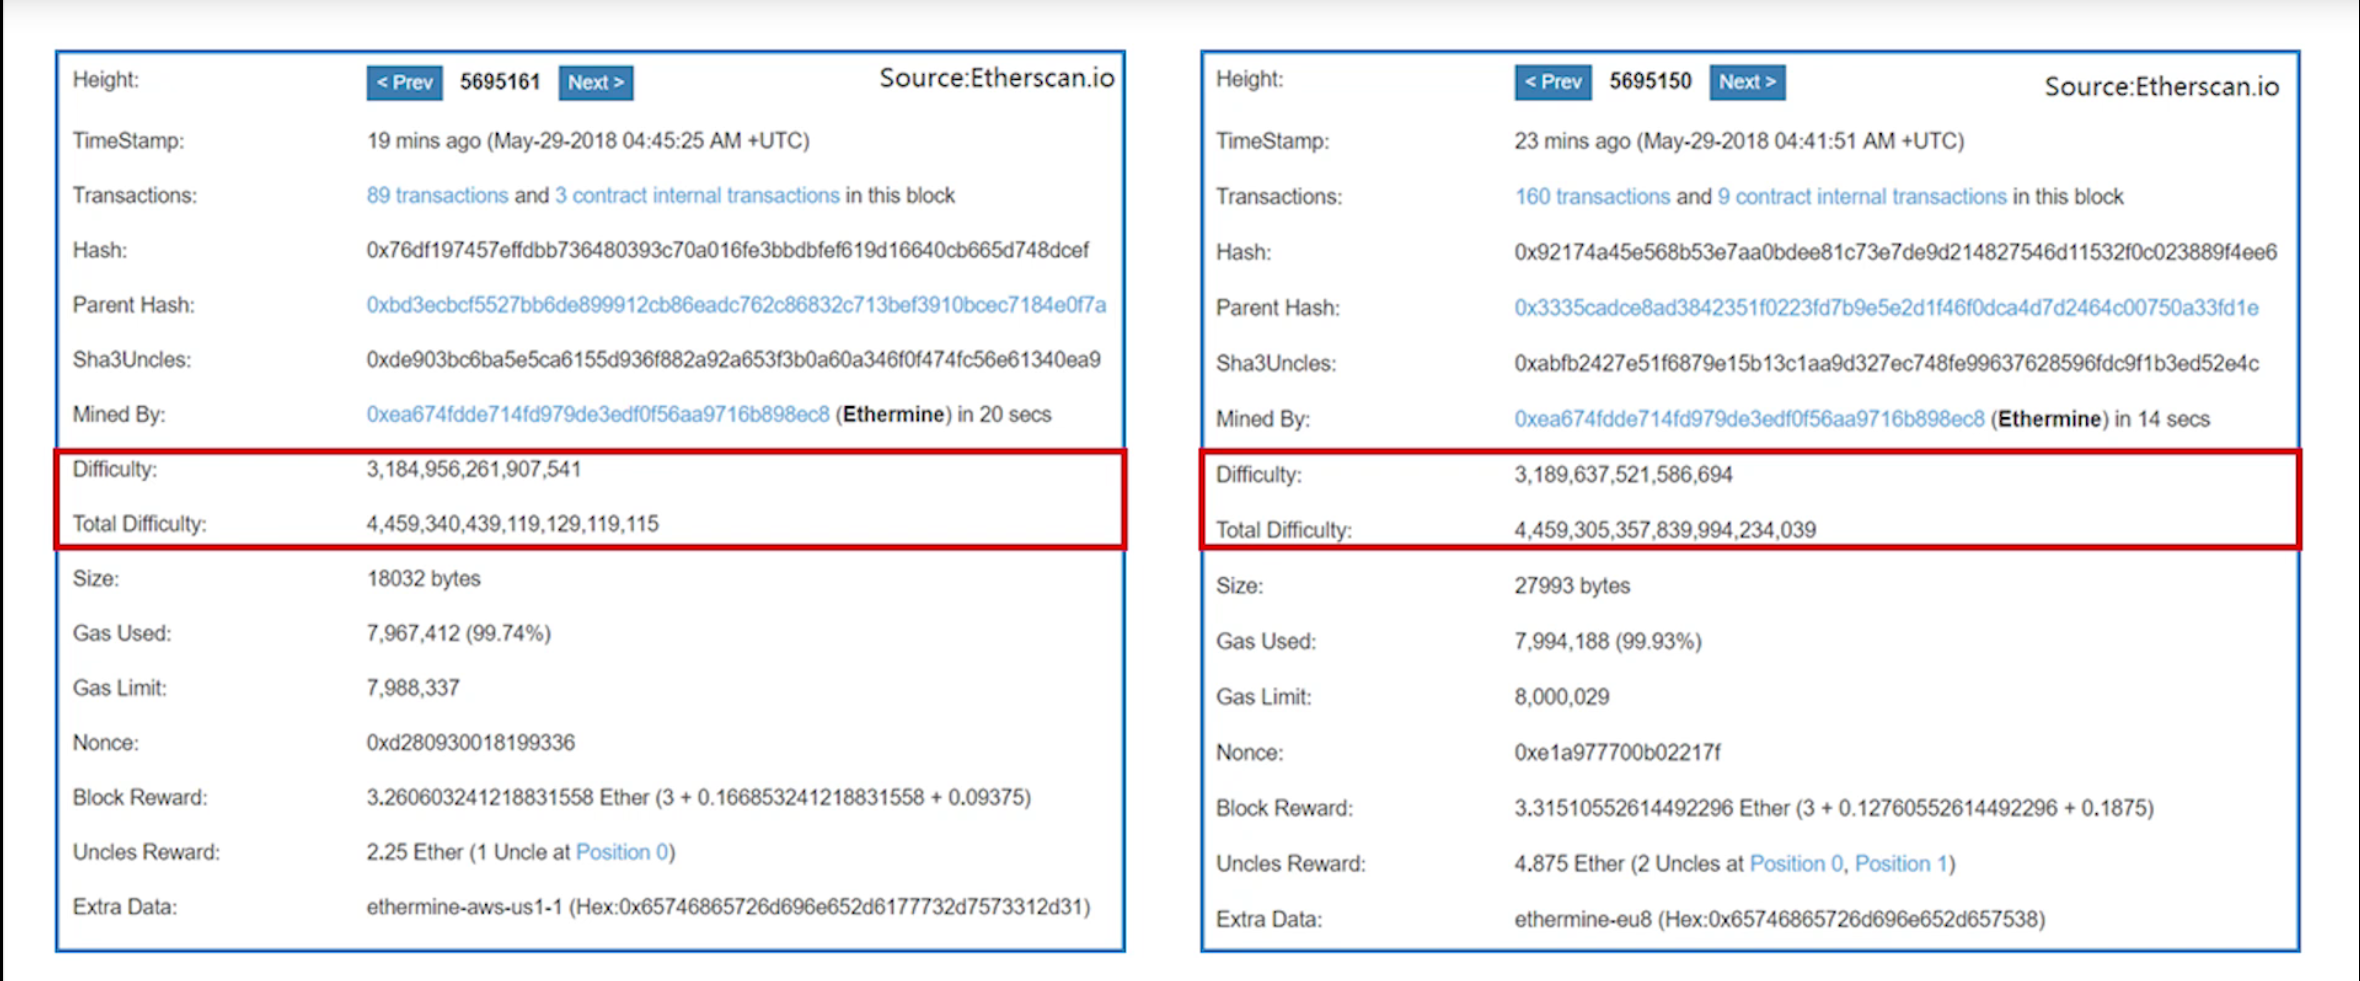 Height: < Prev 5695161 Next > Source:Etherscan.io
TimeStamp: 19 mins ago (May-29-2018 04:45:25 AM +UTC)
Transactions: 89 transactions and 3 contract internal transactions in this block
Hash: 0x76df197457effdbb736480393c70a016fe3bbdbfef619d16640cb665d748dcef
Parent Hash: 0xbd3ecbcf5527bb6de899912cb86eadc762c86832c713bef3910bcec7184e0f7a
Sha3Uncles: 0xde903bc6ba5e5ca6155d936f882a92a653f3b0a60a346f0f474fc56e61340ea9
Mined By: 0xea674fdde714fd979de3edf0f56aa9716b898ec8 (Ethermine) in 20 secs
Difficulty: 3,184,956,261,907,541
Total Difficulty: 4,459,340,439,119,129,119,115
Size: 18032 bytes
Gas Used: 7,967,412 (99.74%)
Gas Limit: 7,988,337
Nonce: 0xd280930018199336
Block Reward: 3.260603241218831558 Ether (3 + 0.166853241218831558 + 0.09375)
Uncles Reward: 2.25 Ether (1 Uncle at Position 0)
Extra Data: ethermine-aws-us1-1 (Hex:0x65746865726d696e652d6177732d7573312d31)
Height: < Prev 5695150 Next > Source:Etherscan.io
TimeStamp: 23 mins ago (May-29-2018 04:41:51 AM +UTC)
Transactions: 160 transactions and 9 contract internal transactions in this block
Hash: 0x92174a45e568b53e7aa0bdee81c73e7de9d214827546d11532f0c023889f4ee6
Parent Hash: 0x3335cadce8ad3842351f0223fd7b9e5e2d1f46f0dca4d7d2464c00750a33fd1e
Sha3Uncles: 0xabfb2427e51f6879e15b13c1aa9d327ec748fe99637628596fdc9f1b3ed52e4c
Mined By: 0xea674fdde714fd979de3edf0f56aa9716b898ec8 (Ethermine) in 14 secs
Difficulty: 3,189,637,521,586,694
Total Difficulty: 4,459,305,357,839,994,234,039
Size: 27993 bytes
Gas Used: 7,994,188 (99.93%)
Gas Limit: 8,000,029
Nonce: 0xe1a977700b02217f
Block Reward: 3.31510552614492296 Ether (3 + 0.12760552614492296 + 0.1875)
Uncles Reward: 4.875 Ether (2 Uncles at Position 0, Position 1)
Extra Data: ethermine-eu8 (Hex:0x65746865726d696e652d657538)